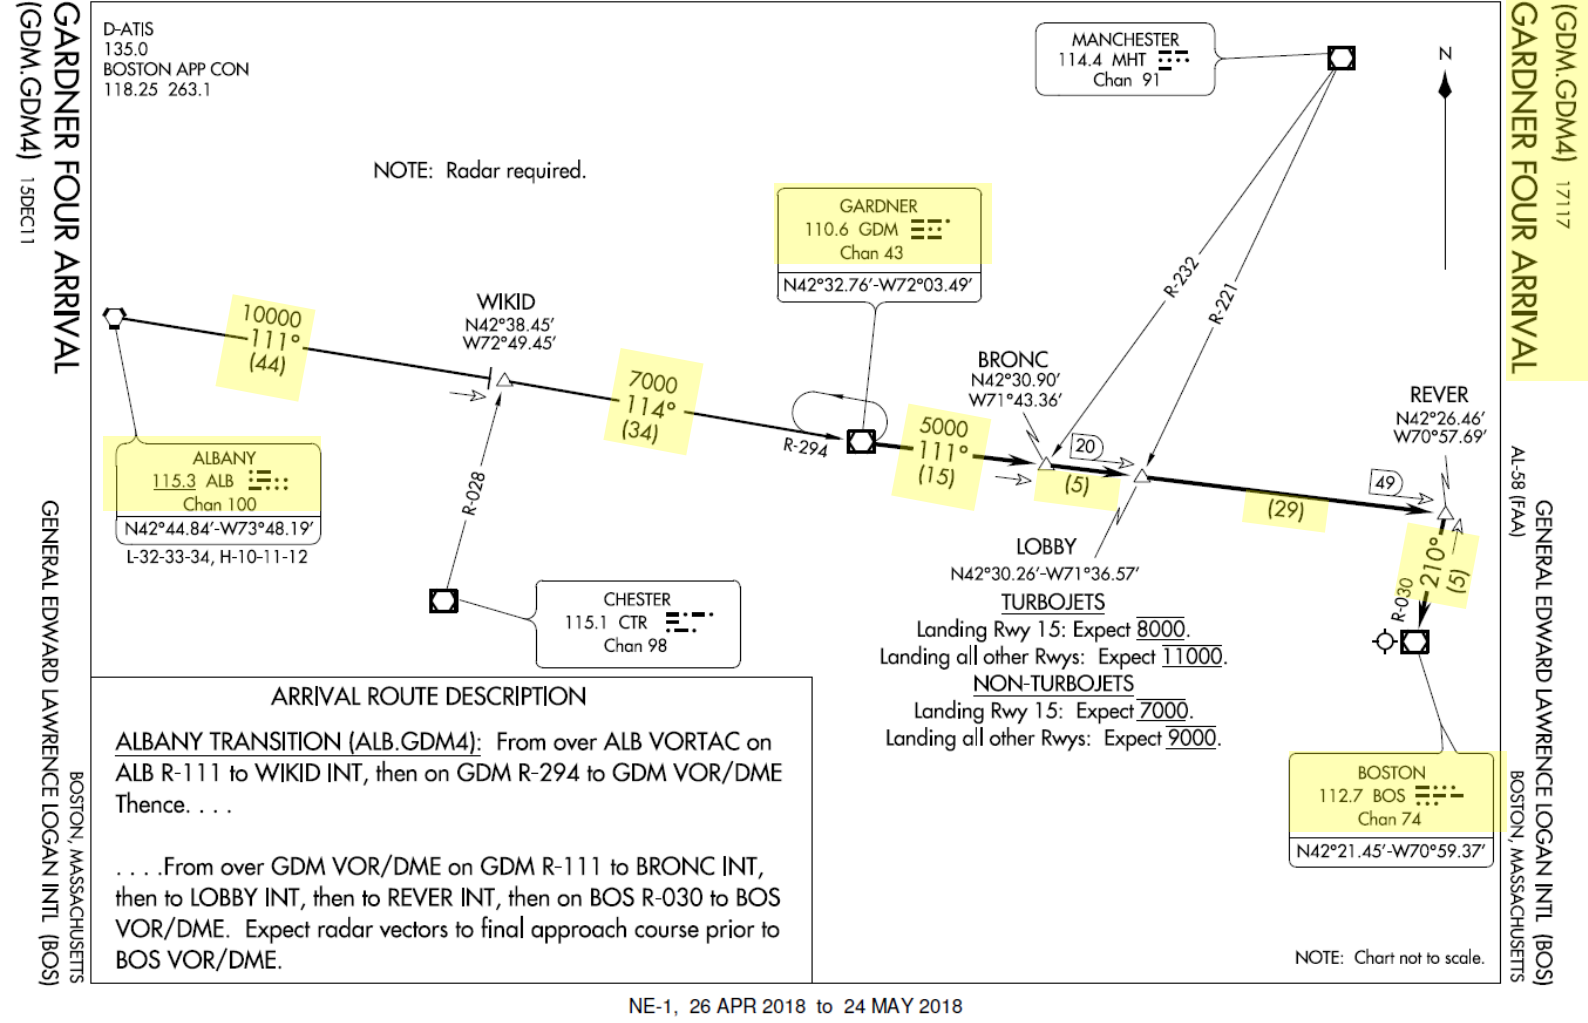 GARDNER FOUR ARRIVAL
(GDM.GDM4) 15DEC11
GENERAL EDWARD LAWRENCE LOGAN INTL (BOS)
BOSTON, MASSACHUSETTS
D-ATIS
135.0
BOSTON APP CON
118.25 263.1
NOTE: Radar required.
MANCHESTER
114.4 MHT
Chan 91
N
GARDNER
110.6 GDM
Chan 43
N42°32.76'-W72°03.49'
R-232
R-221
10000
111°
(44)
WIKID
N42°38.45'
W72°49.45'
7000
114°
(34)
R-294
5000
111°
(15)
BRONC
N42°30.90'
W71°43.36'
20
(5)
49
(29)
REVER
N42°26.46'
W70°57.69'
210°
(5)
R-030
ALBANY
115.3 ALB
Chan 100
N42°44.84'-W73°48.19'
L-32-33-34, H-10-11-12
R-028
CHESTER
115.1 CTR
Chan 98
LOBBY
N42°30.26'-W71°36.57'
TURBOJETS
Landing Rwy 15: Expect 8000.
Landing all other Rwys: Expect 11000.
NON-TURBOJETS
Landing Rwy 15: Expect 7000.
Landing all other Rwys: Expect 9000.
BOSTON
112.7 BOS
Chan 74
N42°21.45'-W70°59.37'
ARRIVAL ROUTE DESCRIPTION
ALBANY TRANSITION (ALB.GDM4): From over ALB VORTAC on
ALB R-111 to WIKID INT, then on GDM R-294 to GDM VOR/DME
Thence. . . .
. . . .From over GDM VOR/DME on GDM R-111 to BRONC INT,
then to LOBBY INT, then to REVER INT, then on BOS R-030 to BOS
VOR/DME. Expect radar vectors to final approach course prior to
BOS VOR/DME.
NOTE: Chart not to scale.
(GDM.GDM4) 17117
GARDNER FOUR ARRIVAL
AL-58 (FAA)
GENERAL EDWARD LAWRENCE LOGAN INTL (BOS)
BOSTON, MASSACHUSETTS
NE-1, 26 APR 2018 to 24 MAY 2018